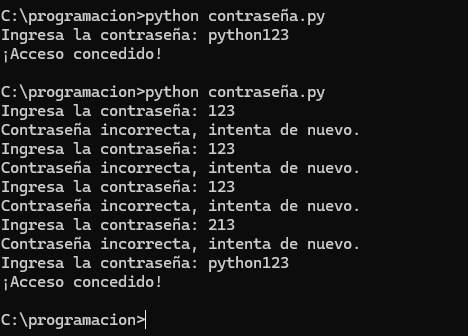 C:\programacion>python contraseña.py
Ingresa la contraseña: python123
¡Acceso concedido!
C:\programacion>python contraseña.py
Ingresa la contraseña: 123
Contraseña incorrecta, intenta de nuevo.
Ingresa la contraseña: 123
Contraseña incorrecta, intenta de nuevo.
Ingresa la contraseña: 123
Contraseña incorrecta, intenta de nuevo.
Ingresa la contraseña: 213
Contraseña incorrecta, intenta de nuevo.
Ingresa la contraseña: python123
¡Acceso concedido!
C:\programacion>